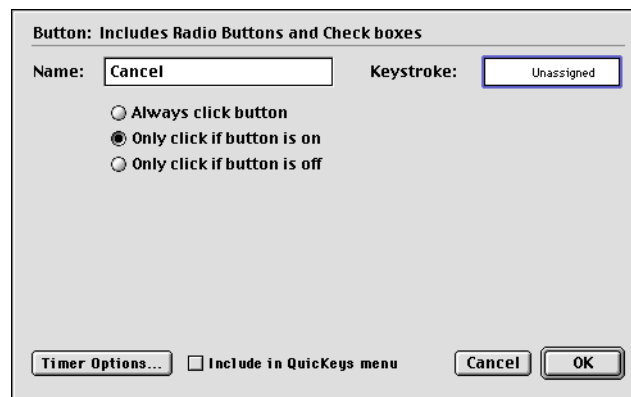 Button: Includes Radio Buttons and Check boxes
Name: Cancel Keystroke: Unassigned
Always click button
Only click if button is on
Only click if button is off
Timer Options... Include in QuicKeys menu Cancel OK